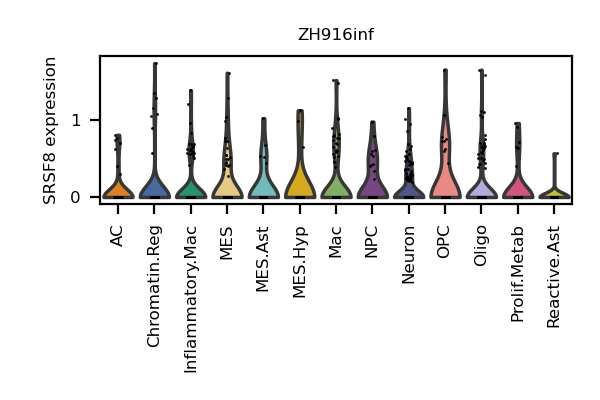 ZH916inf
SRSF8 expression
1
0
AC
Chromatin.Reg
Inflammatory.Mac
MES
MES.Ast
MES.Hyp
Mac
NPC
Neuron
OPC
Oligo
Prolif.Metab
Reactive.Ast